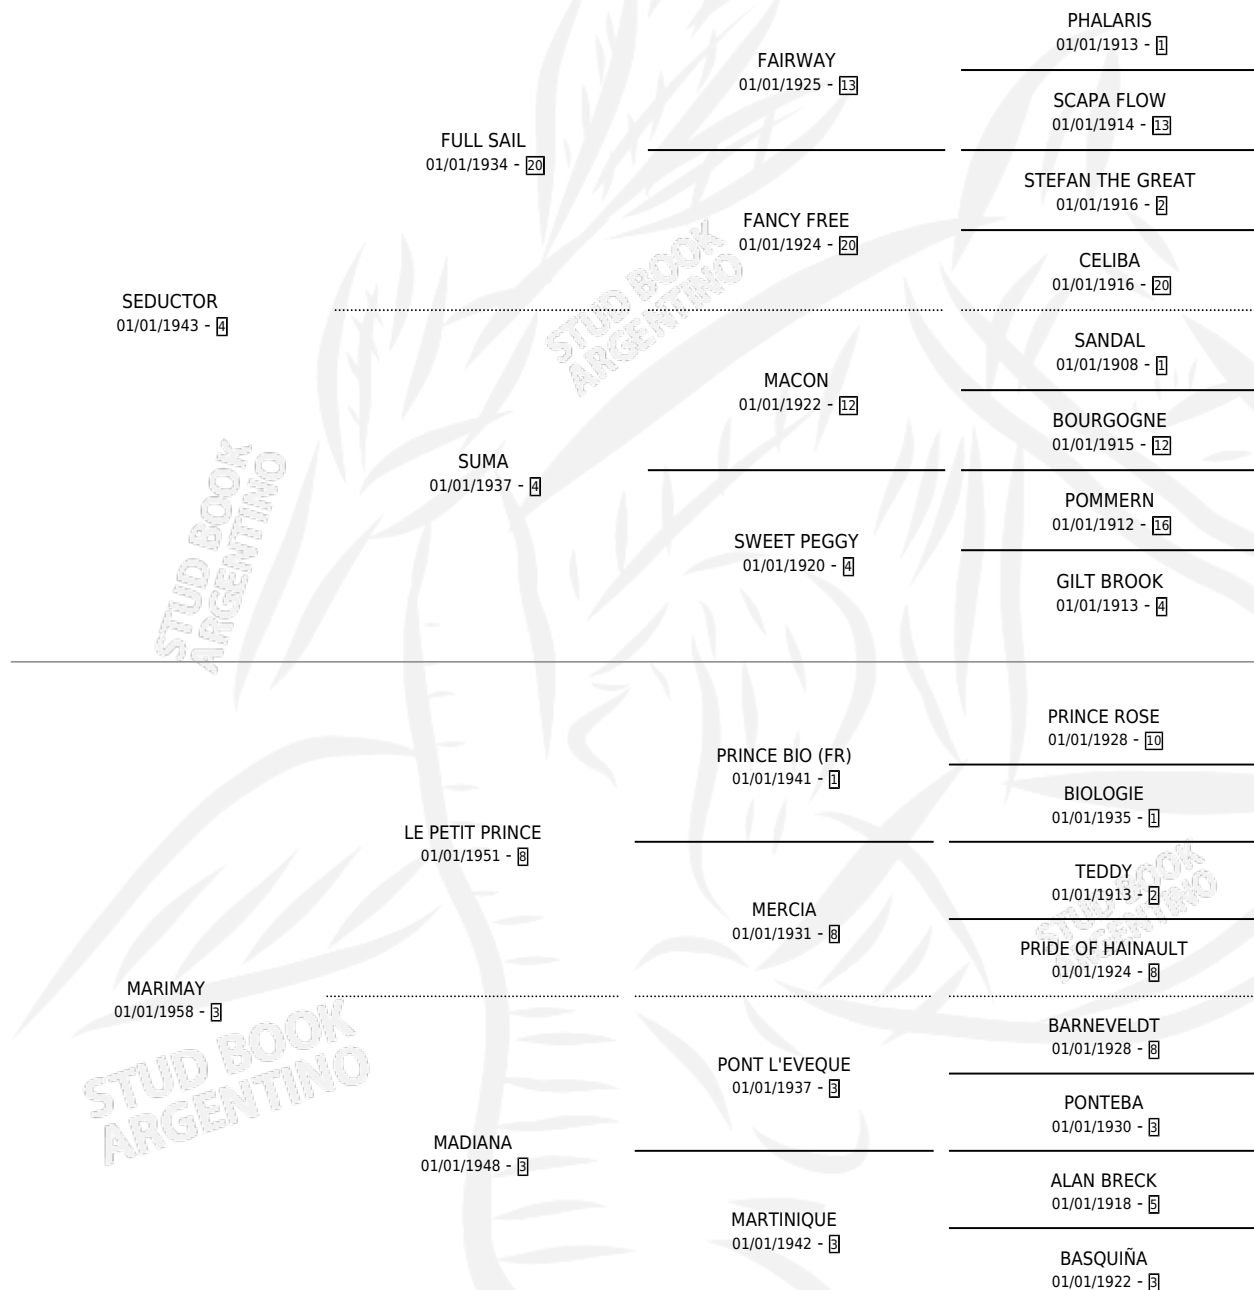 PHALARIS
01/01/1913 - 1
FAIRWAY
01/01/1925 - 13
SCAPA FLOW
01/01/1914 - 13
FULL SAIL
01/01/1934 - 20
STEFAN THE GREAT
01/01/1916 - 2
FANCY FREE
01/01/1924 - 20
CELIBA
01/01/1916 - 20
SEDUCTOR
01/01/1943 - 4
SANDAL
01/01/1908 - 1
MACON
01/01/1922 - 12
BOURGOGNE
01/01/1915 - 12
SUMA
01/01/1937 - 4
POMMERN
01/01/1912 - 16
SWEET PEGGY
01/01/1920 - 4
GILT BROOK
01/01/1913 - 4
PRINCE ROSE
01/01/1928 - 10
PRINCE BIO (FR)
01/01/1941 - 1
BIOLOGIE
01/01/1935 - 1
LE PETIT PRINCE
01/01/1951 - 8
TEDDY
01/01/1913 - 2
MERCIA
01/01/1931 - 8
PRIDE OF HAINAULT
01/01/1924 - 8
MARIMAY
01/01/1958 - 3
BARNEVELDT
01/01/1928 - 8
PONT L'EVEQUE
01/01/1937 - 3
PONTEBA
01/01/1930 - 3
MADIANA
01/01/1948 - 3
ALAN BRECK
01/01/1918 - 5
MARTINIQUE
01/01/1942 - 3
BASQUIÑA
01/01/1922 - 3
STUD BOOK
ARGENTINO
STUD BOOK
ARGENTINO
STUD BOOK
ARGENTINO
STUD BOOK
ARGENTINO